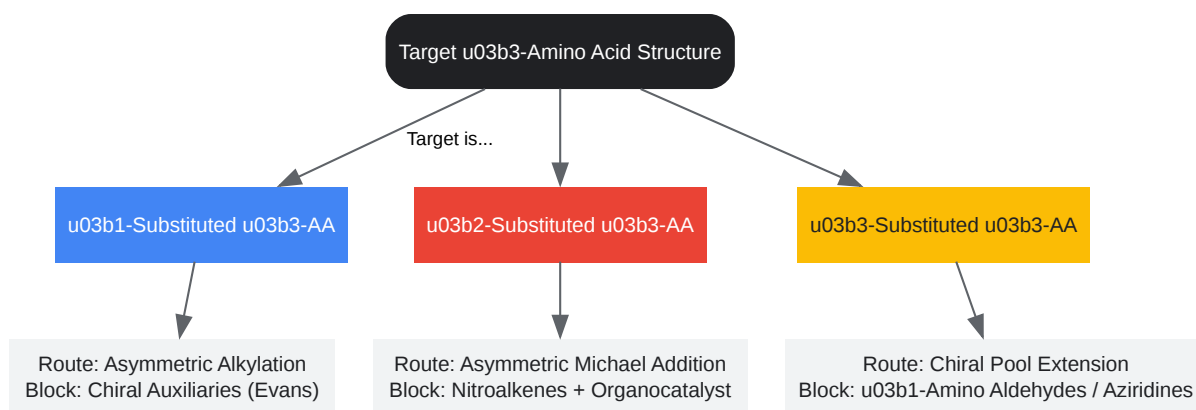 Target u03b3-Amino Acid Structure
Target is...
u03b1-Substituted u03b3-AA
u03b2-Substituted u03b3-AA
u03b3-Substituted u03b3-AA
Route: Asymmetric Alkylation
Block: Chiral Auxiliaries (Evans)
Route: Asymmetric Michael Addition
Block: Nitroalkenes + Organocatalyst
Route: Chiral Pool Extension
Block: u03b1-Amino Aldehydes / Aziridines